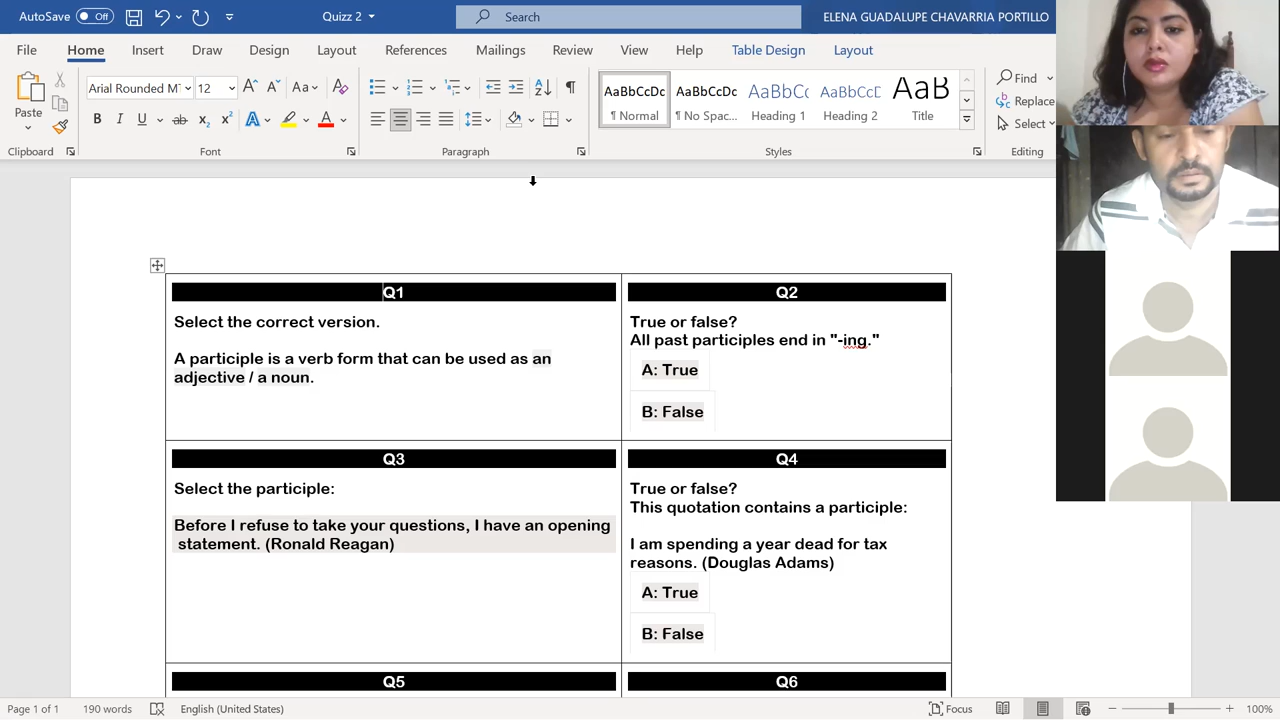 AutoSave Off Quizz 2 Search ELENA GUADALUPE CHAVARRIA PORTILLO
File Home Insert Draw Design Layout References Mailings Review View Help Table Design Layout
Paste
Arial Rounded M 12
AaBbCcDc AaBbCcDc AaBbCc AaBbCcD AaB
¶ Normal ¶ No Spac... Heading 1 Heading 2 Title
Find
Replace
Select
Clipboard Font Paragraph Styles Editing
Q1
Select the correct version.
A participle is a verb form that can be used as an
adjective / a noun.
Q2
True or false?
All past participles end in "-ing."
A: True
B: False
Q3
Select the participle:
Before I refuse to take your questions, I have an opening
statement. (Ronald Reagan)
Q4
True or false?
This quotation contains a participle:
I am spending a year dead for tax
reasons. (Douglas Adams)
A: True
B: False
Q5
Q6
Page 1 of 1 190 words English (United States) Focus 100%